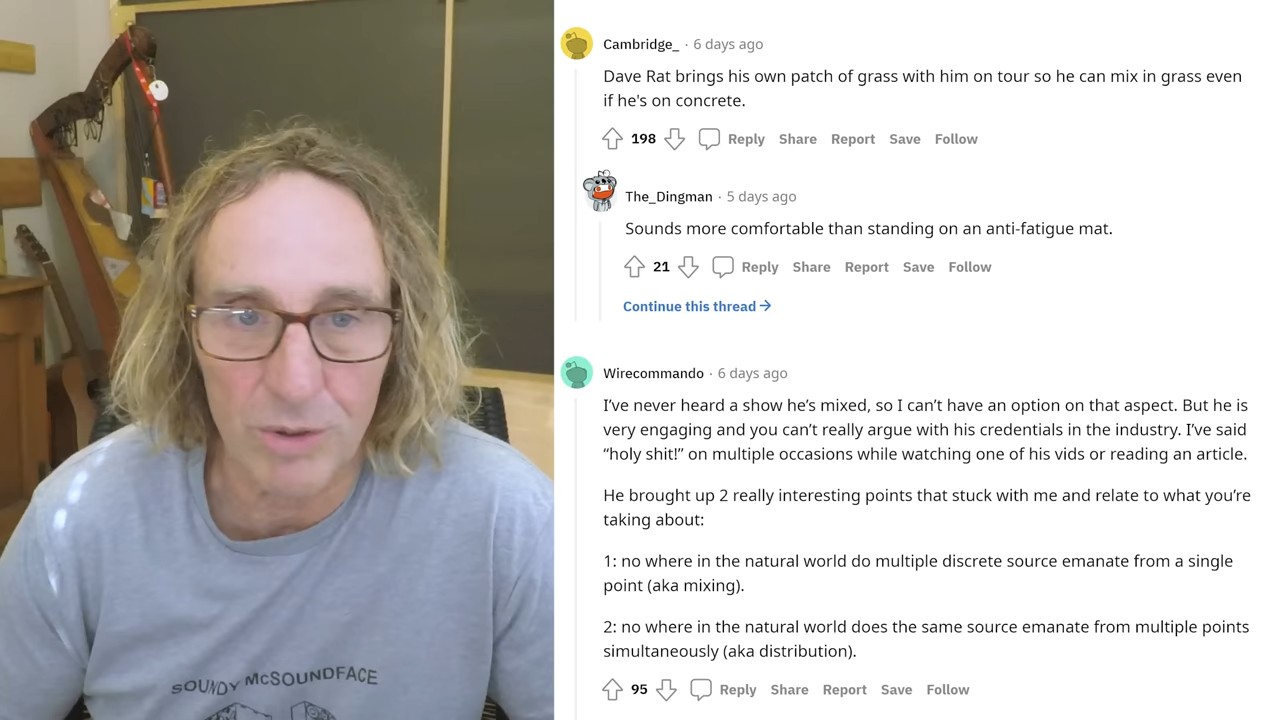 Cambridge_ · 6 days ago
Dave Rat brings his own patch of grass with him on tour so he can mix in grass even
if he's on concrete.
198 Reply Share Report Save Follow
The_Dingman · 5 days ago
Sounds more comfortable than standing on an anti-fatigue mat.
21 Reply Share Report Save Follow
Continue this thread →
Wirecommando · 6 days ago
I've never heard a show he's mixed, so I can't have an option on that aspect. But he is
very engaging and you can't really argue with his credentials in the industry. I've said
“holy shit!” on multiple occasions while watching one of his vids or reading an article.
He brought up 2 really interesting points that stuck with me and relate to what you're
taking about:
1: no where in the natural world do multiple discrete source emanate from a single
point (aka mixing).
2: no where in the natural world does the same source emanate from multiple points
simultaneously (aka distribution).
95 Reply Share Report Save Follow
SOUNDY McSOUNDFACE